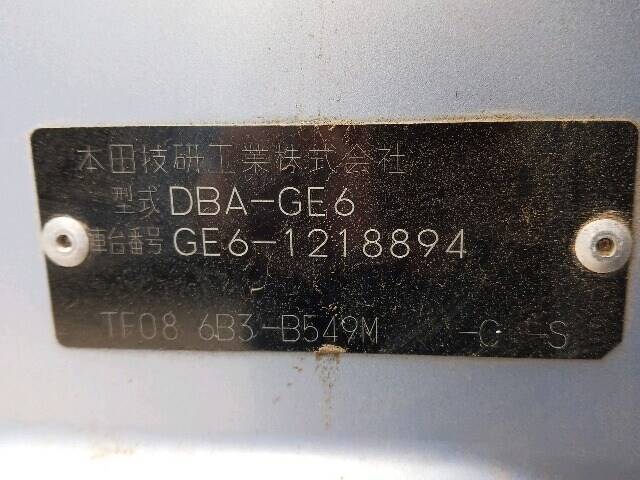 本田技研工業株式会社
型式 DBA-GE6
車台番号 GE6-1218894
TF08 6B3-B549M -C -S